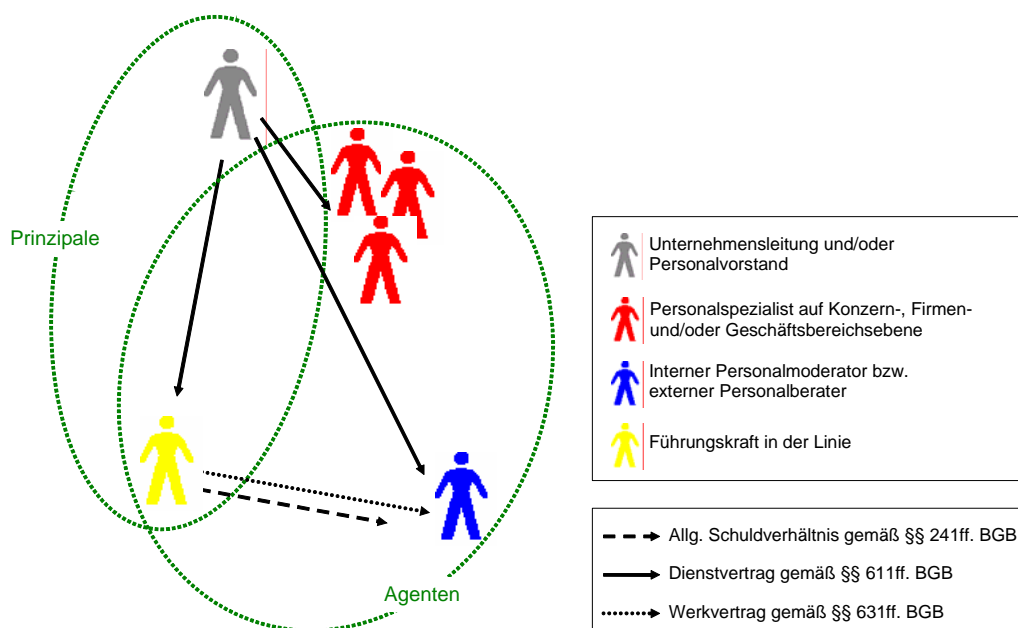 Prinzipale
Agenten
Unternehmensleitung und/oder
Personalvorstand
Personalspezialist auf Konzern-, Firmen-
und/oder Geschäftsbereichsebene
Interner Personalmoderator bzw.
externer Personalberater
Führungskraft in der Linie
Allg. Schuldverhältnis gemäß §§ 241ff. BGB
Dienstvertrag gemäß §§ 611ff. BGB
Werkvertrag gemäß §§ 631ff. BGB